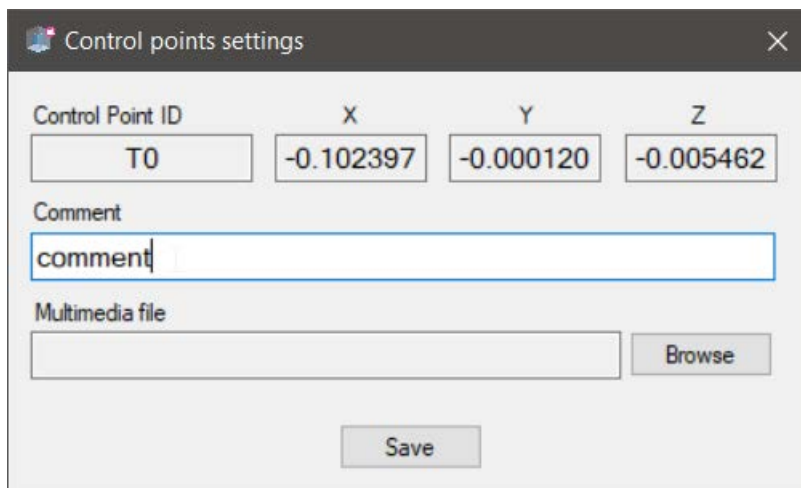 Control points settings
Control Point ID X Y Z
T0 -0.102397 -0.000120 -0.005462
Comment
comment
Multimedia file
Browse
Save